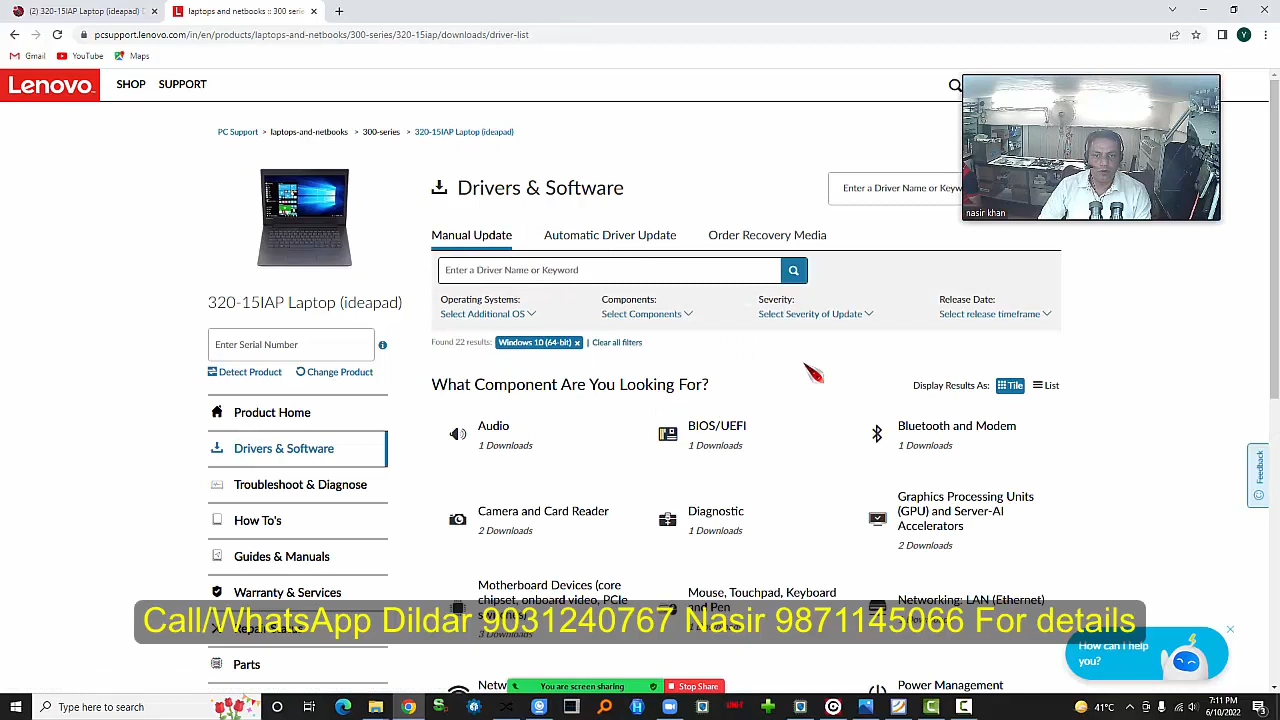 (2) 320-15IAP Laptop (ideapad) D
laptops and netbooks :: 300 serie
pcsupport.lenovo.com/in/en/products/laptops-and-netbooks/300-series/320-15iap/downloads/driver-list
Y
Gmail YouTube Maps
Lenovo SHOP SUPPORT
PC Support > laptops-and-netbooks > 300-series > 320-15IAP Laptop (ideapad)
Drivers & Software
Enter a Driver Name or Keyw
nasir khan
Manual Update Automatic Driver Update Order Recovery Media
Enter a Driver Name or Keyword
320-15IAP Laptop (ideapad)
Operating Systems: Components: Severity: Release Date:
Select Additional OS Select Components Select Severity of Update Select release timeframe
Enter Serial Number
Found 22 results: Windows 10 (64-bit) x | Clear all filters
Detect Product Change Product
What Component Are You Looking For? Display Results As: Tile List
Product Home
Drivers & Software
Troubleshoot & Diagnose
How To's
Guides & Manuals
Warranty & Services
Parts
Audio
1 Downloads
BIOS/UEFI
1 Downloads
Bluetooth and Modem
1 Downloads
Camera and Card Reader
2 Downloads
Diagnostic
1 Downloads
Graphics Processing Units
(GPU) and Server-AI
Accelerators
2 Downloads
Motherboard Devices (core
chipset, onboard video, PCIe
3 Downloads
Mouse, Touchpad, Keyboard
and Pen
Networking: LAN (Ethernet)
Power Management
Feedback
Call/WhatsApp Dildar 9031240767 Nasir 9871145066 For details
How can I help
you?
You are screen sharing Stop Share
Type here to search
41°C
7:11 PM
6/10/2022